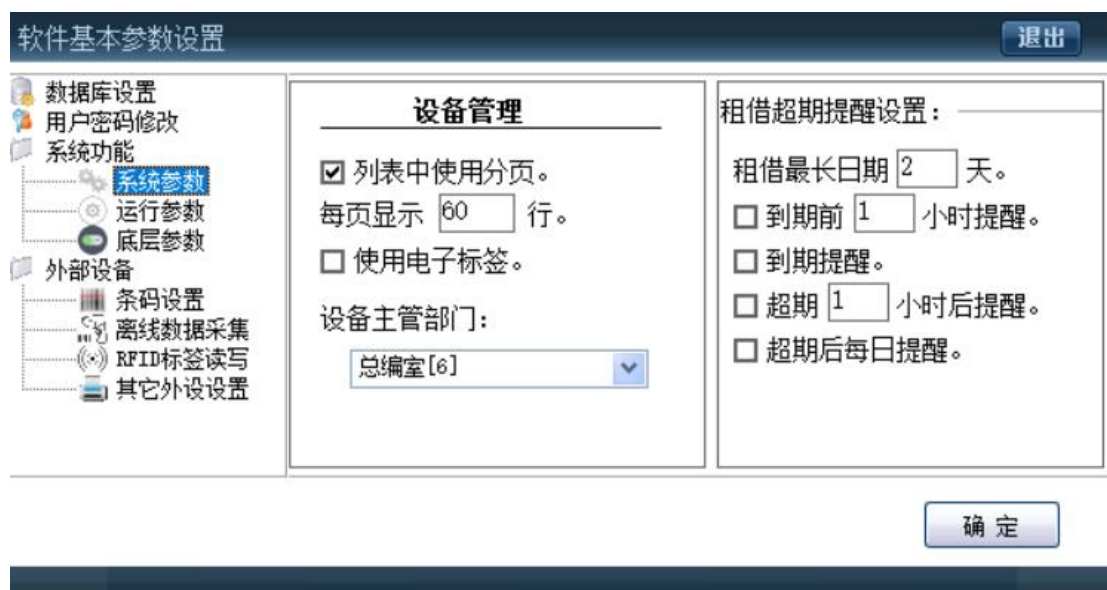 软件基本参数设置
退出
数据库设置
用户密码修改
系统功能
系统参数
运行参数
底层参数
外部设备
条码设置
离线数据采集
RFID标签读写
其它外设设置
设备管理
列表中使用分页。
每页显示 60 行。
使用电子标签。
设备主管部门：
总编室[6]
租借超期提醒设置：
租借最长日期 2 天。
到期前 1 小时提醒。
到期提醒。
超期 1 小时后提醒。
超期后每日提醒。
确 定